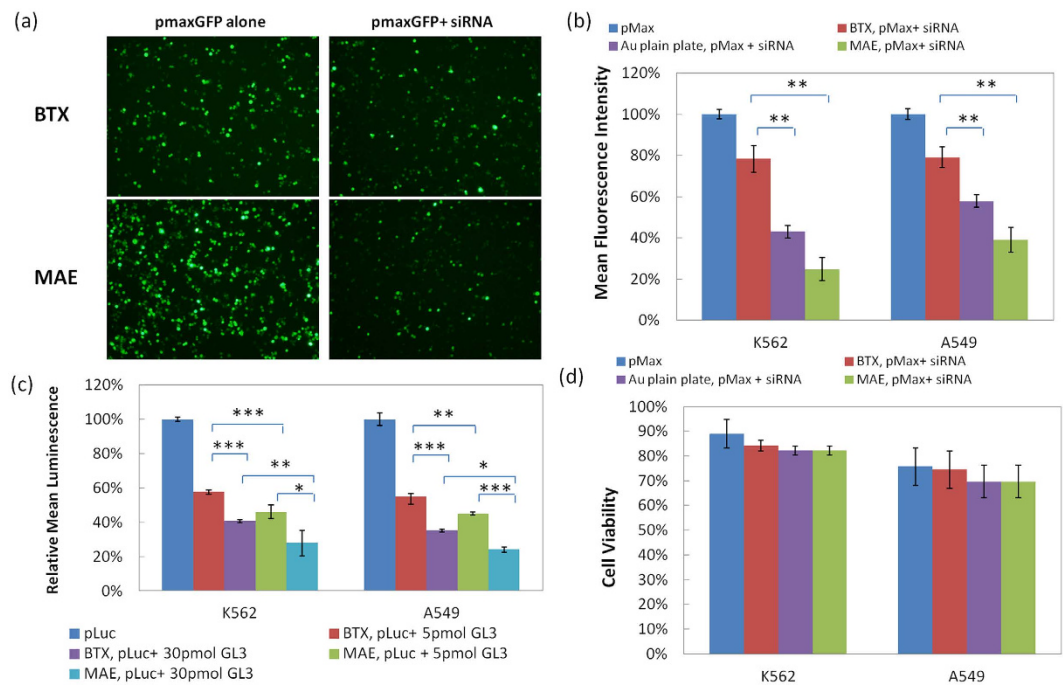 (a)
pmaxGFP alone
pmaxGFP+ siRNA
BTX
MAE
(b)
pMax
BTX, pMax+ siRNA
Au plain plate, pMax + siRNA
MAE, pMax+ siRNA
Mean Fluorescence Intensity
120%
100%
80%
60%
40%
20%
0%
**
**
**
**
K562
A549
(c)
Relative Mean Luminescence
120%
100%
80%
60%
40%
20%
0%
***
***
**
*
**
***
*
***
K562
A549
pLuc
BTX, pLuc+ 5pmol GL3
BTX, pLuc+ 30pmol GL3
MAE, pLuc + 5pmol GL3
MAE, pLuc+ 30pmol GL3
(d)
pMax
BTX, pMax+ siRNA
Au plain plate, pMax + siRNA
MAE, pMax+ siRNA
Cell Viability
100%
90%
80%
70%
60%
50%
40%
30%
20%
10%
0%
K562
A549